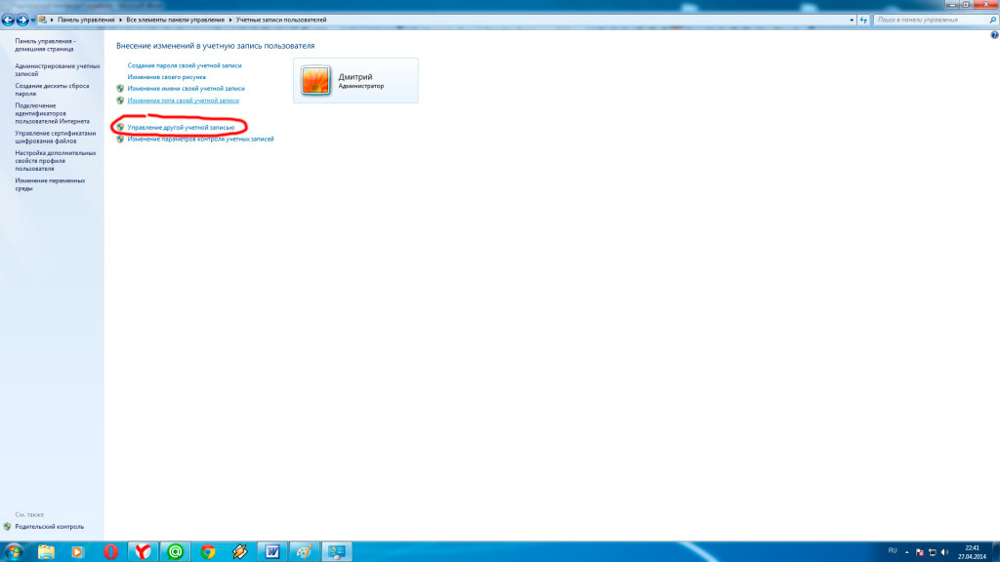 Панель управления ▸ Все элементы панели управления ▸ Учетные записи пользователей
Поиск в панели управления
Панель управления -
домашняя страница
Администрирование учетных
записей
Создание дискеты сброса
пароля
Подключение
идентификаторов
пользователей Интернета
Управление сертификатами
шифрования файлов
Настройка дополнительных
свойств профиля
пользователя
Изменение переменных
среды
Внесение изменений в учетную запись пользователя
Создание пароля своей учетной записи
Изменение своего рисунка
Изменение имени своей учетной записи
Изменение типа своей учетной записи
Управление другой учетной записью
Изменение параметров контроля учетных записей
Дмитрий
Администратор
См. также
Родительский контроль
RU
22:41
27.04.2014